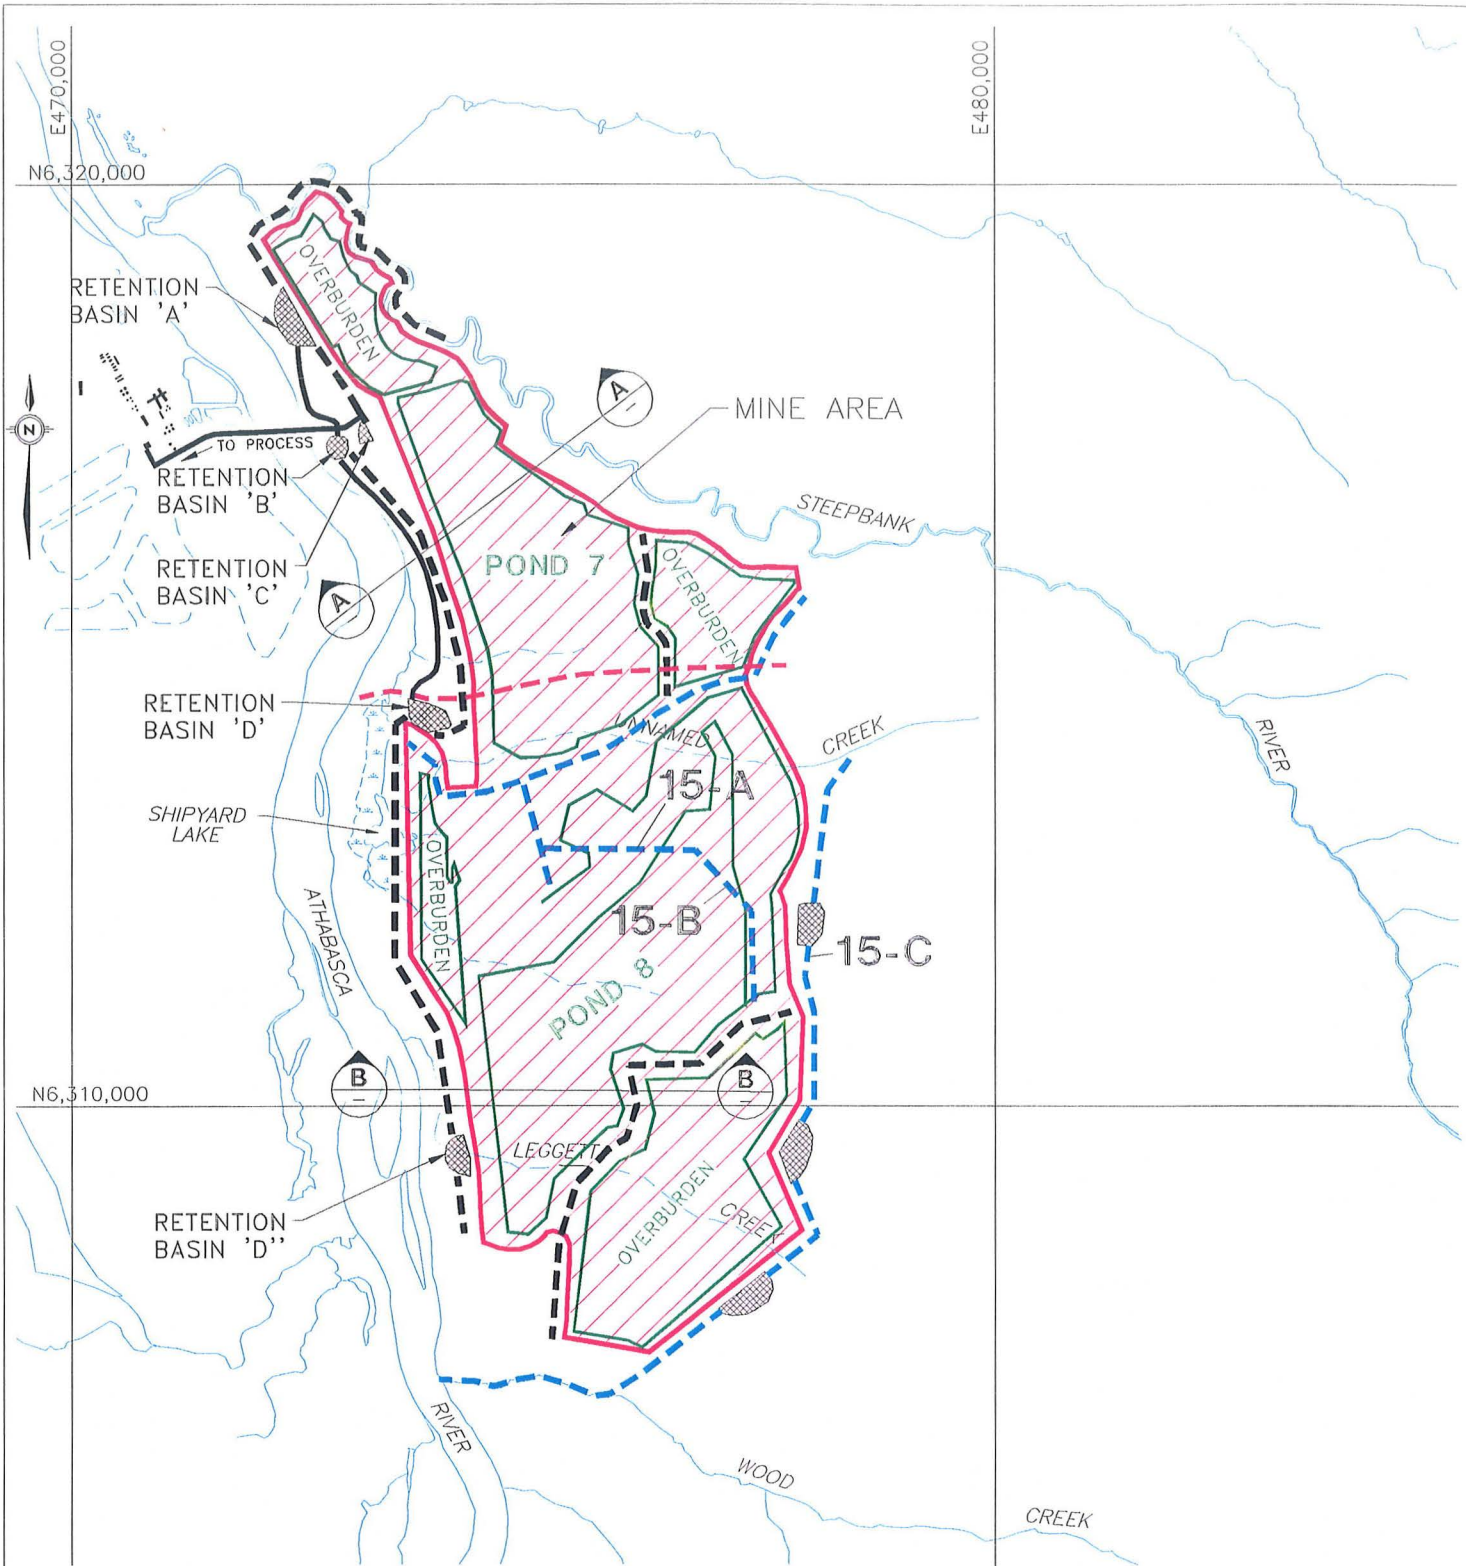 E470,000
E480,000
N6,320,000
RETENTION
BASIN 'A'
OVERBURDEN
A
MINE AREA
N
TO PROCESS
RETENTION
BASIN 'B'
STEEPBANK
RETENTION
BASIN 'C'
POND 7
OVERBURDEN
A
RETENTION
BASIN 'D'
UNNAMED
CREEK
RIVER
15-A
SHIPYARD
LAKE
OVERBURDEN
15-B
15-C
ATHABASCA
POND 8
B
B
N6,310,000
LEGGETT
OVERBURDEN
CREEK
RETENTION
BASIN 'D''
RIVER
WOOD
CREEK